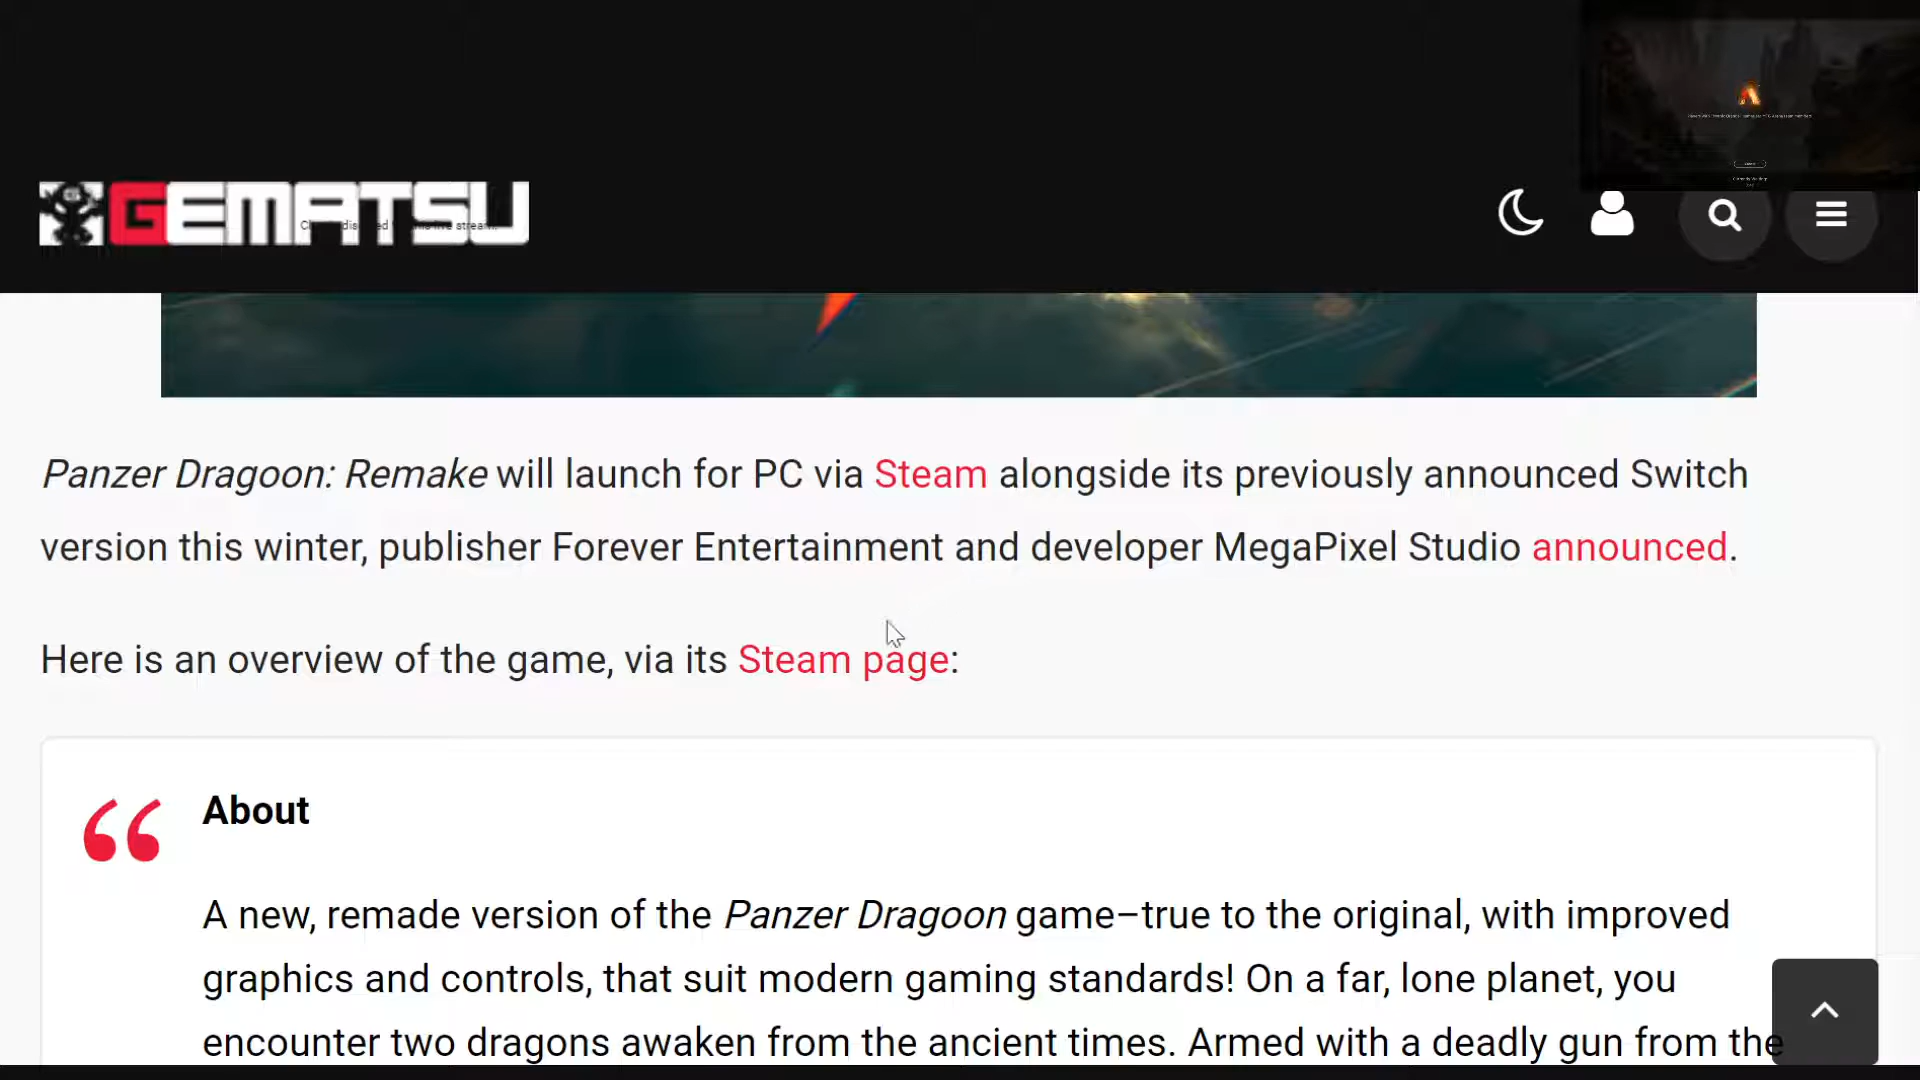 GEMATSU
Panzer Dragoon: Remake will launch for PC via Steam alongside its previously announced Switch
version this winter, publisher Forever Entertainment and developer MegaPixel Studio announced.
Here is an overview of the game, via its Steam page:
About
A new, remade version of the Panzer Dragoon game–true to the original, with improved
graphics and controls, that suit modern gaming standards! On a far, lone planet, you
encounter two dragons awaken from the ancient times. Armed with a deadly gun from the